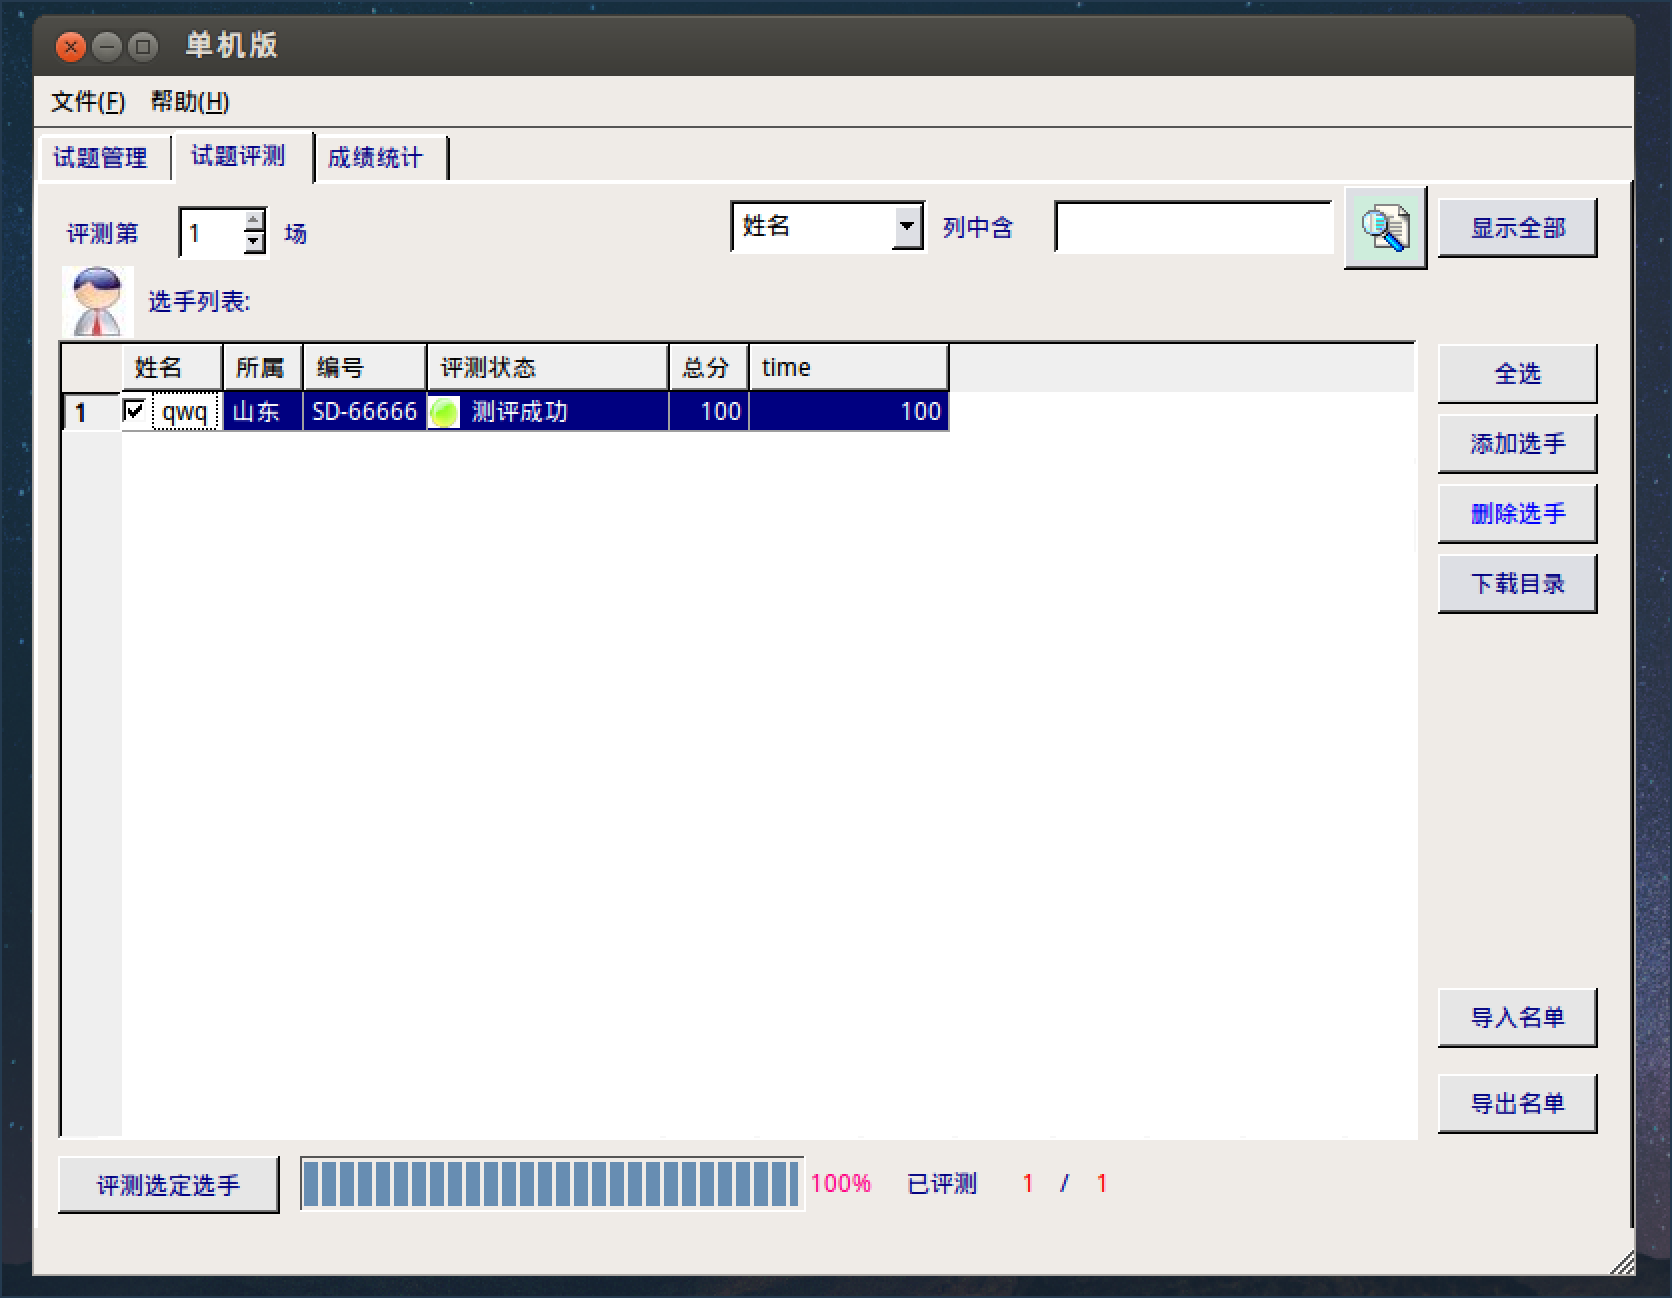 单机版
文件(F) 帮助(H)
试题管理 试题评测 成绩统计
评测第 1 场 姓名 列中含 显示全部
选手列表:
姓名 所属 编号 评测状态 总分 time
1 qwq 山东 SD-66666 测评成功 100 100
全选
添加选手
删除选手
下载目录
导入名单
导出名单
评测选定选手 100% 已评测 1 / 1